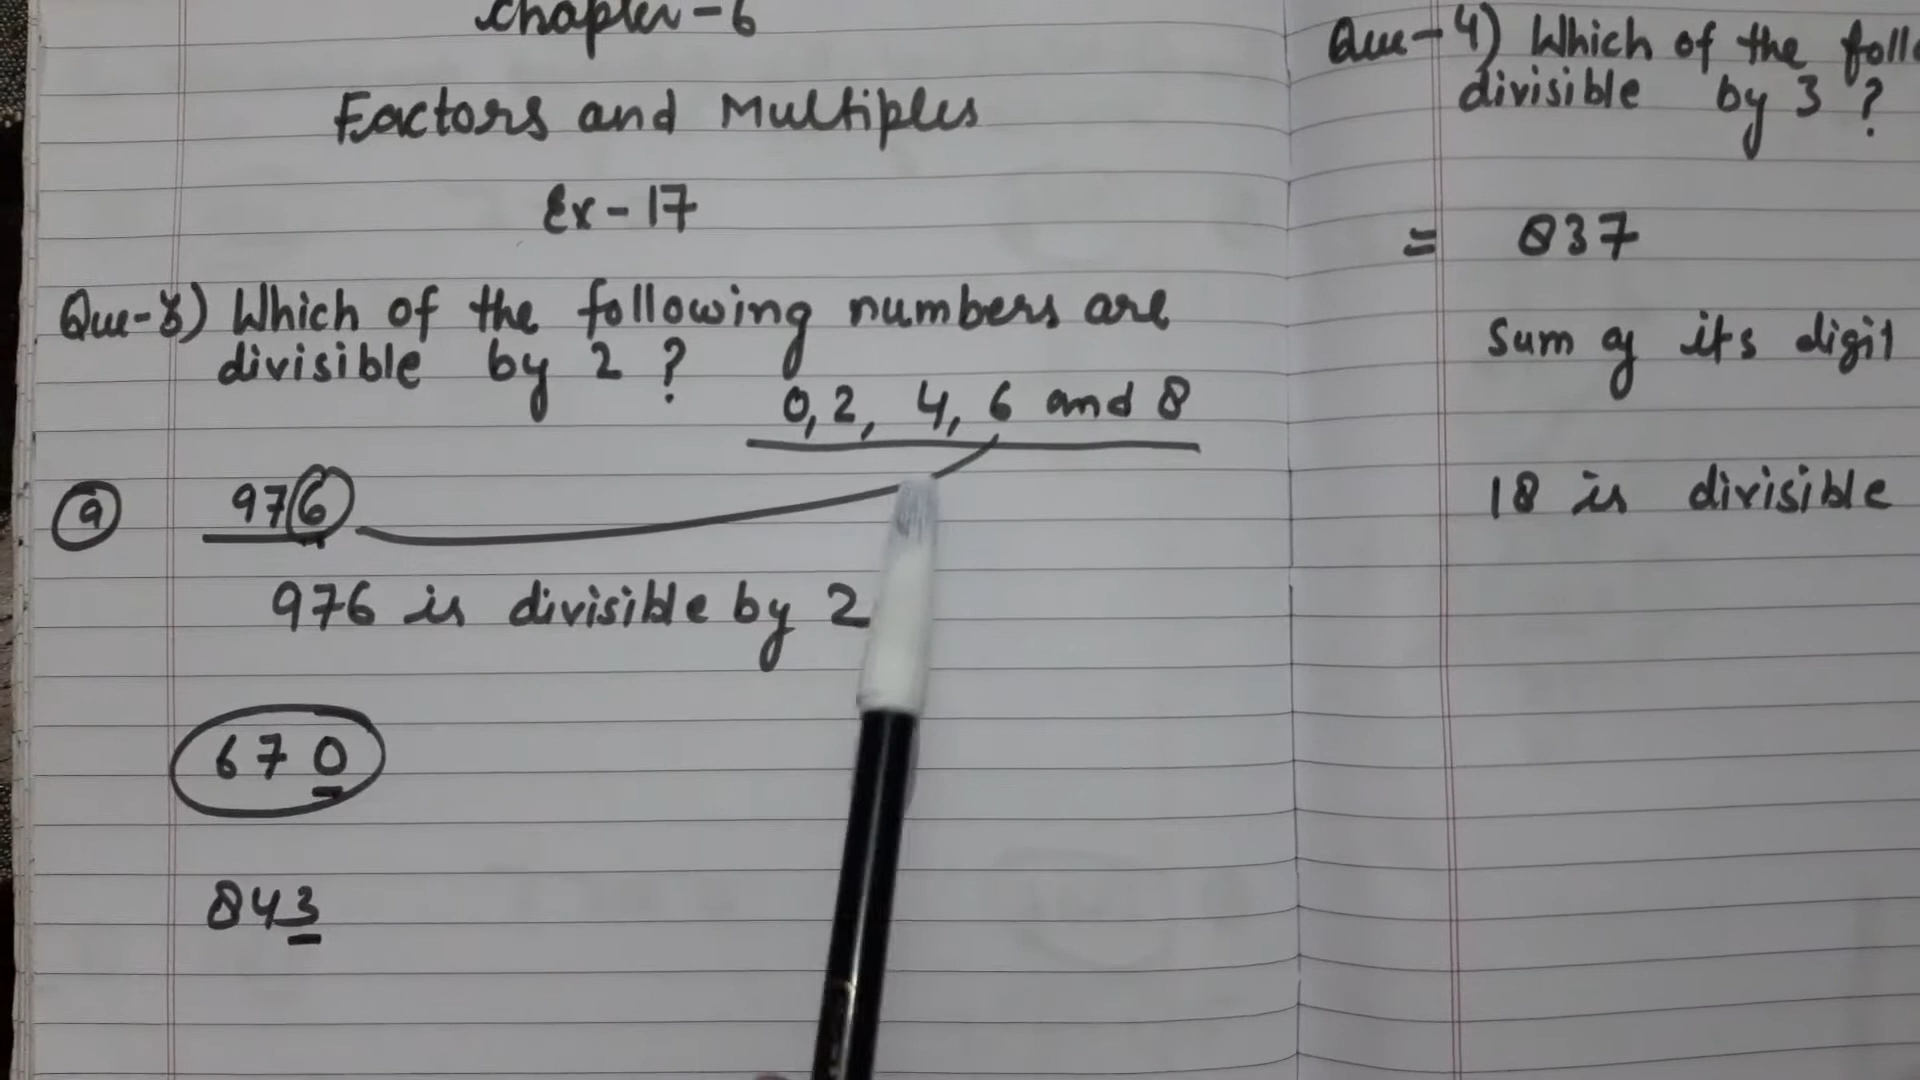 Chapter-6
Factors and Multiples
Ex-17
Que-3) Which of the following numbers are
divisible by 2 ?
0, 2, 4, 6 and 8
a 976
976 is divisible by 2
670
843
Que-4) Which of the foll
divisible by 3 ?
= 837
Sum of its digit
18 is divisible